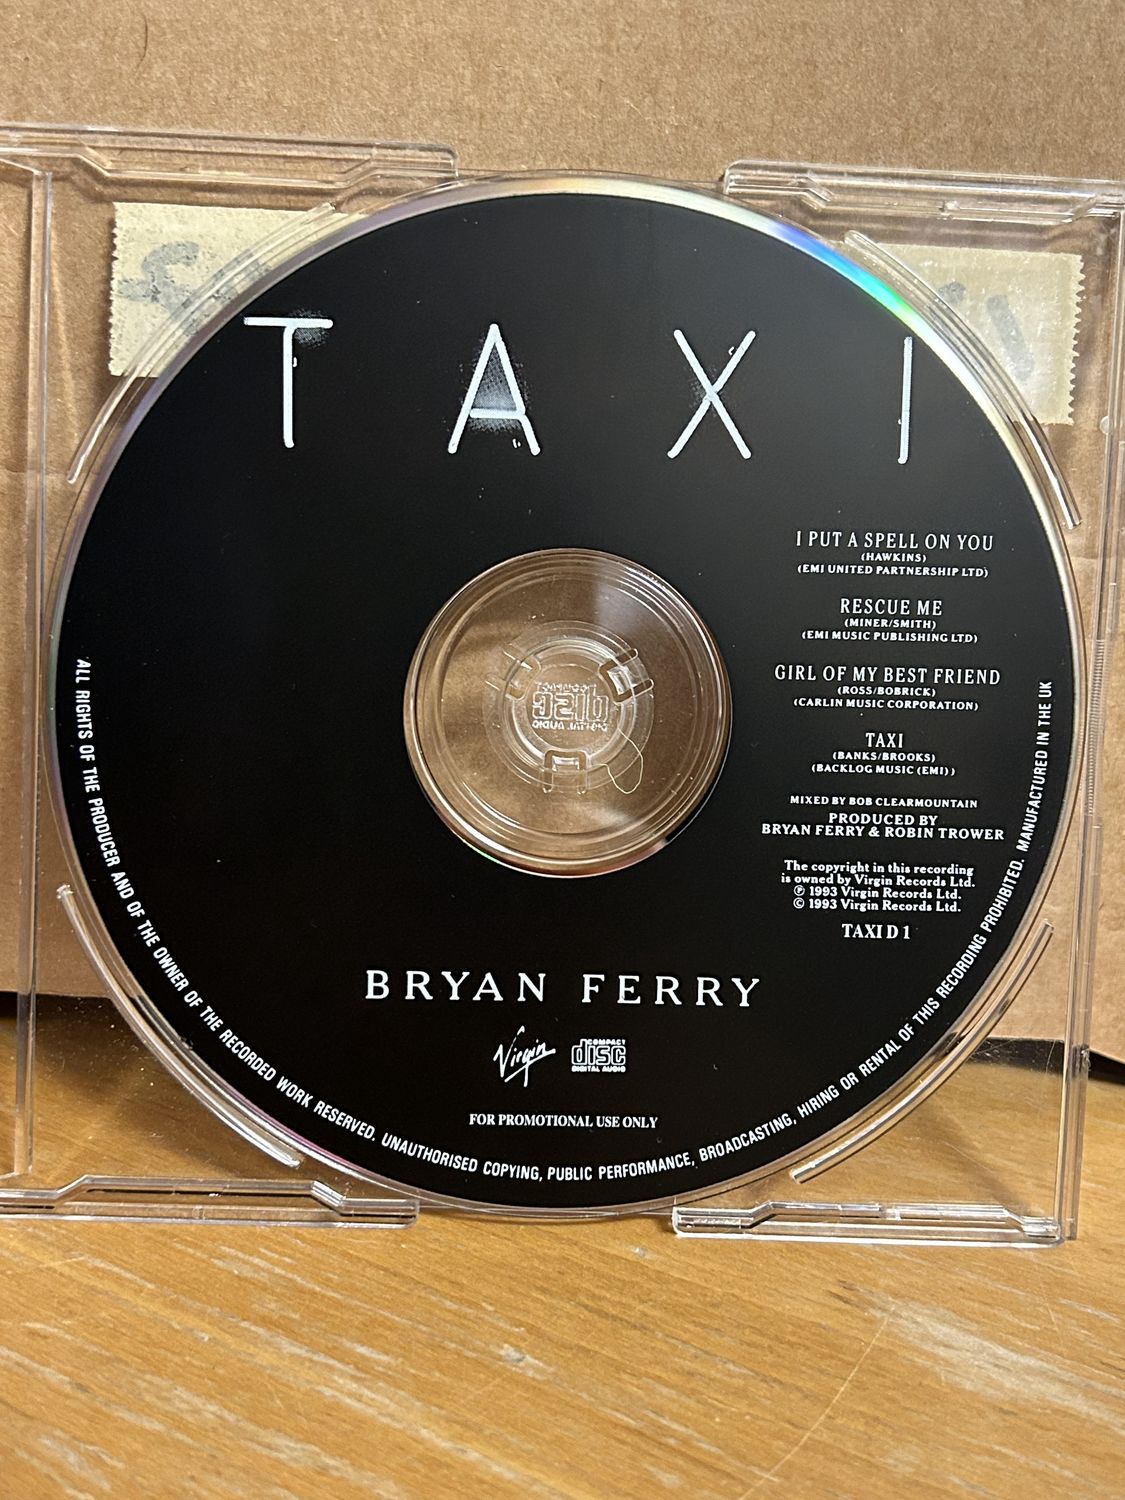 TAXI
I PUT A SPELL ON YOU
(HAWKINS)
(EMI UNITED PARTNERSHIP LTD)
RESCUE ME
(MINER/SMITH)
(EMI MUSIC PUBLISHING LTD)
GIRL OF MY BEST FRIEND
(ROSS/BOBRICK)
(CARLIN MUSIC CORPORATION)
TAXI
(BANKS/BROOKS)
(BACKLOG MUSIC (EMI) )
MIXED BY BOB CLEARMOUNTAIN
PRODUCED BY
BRYAN FERRY & ROBIN TROWER
The copyright in this recording
is owned by Virgin Records Ltd.
℗ 1993 Virgin Records Ltd.
© 1993 Virgin Records Ltd.
TAXI D 1
BRYAN FERRY
Virgin
COMPACT
disc
DIGITAL AUDIO
FOR PROMOTIONAL USE ONLY
ALL RIGHTS OF THE PRODUCER AND OF THE OWNER OF THE RECORDED WORK RESERVED. UNAUTHORISED COPYING, PUBLIC PERFORMANCE, BROADCASTING, HIRING OR RENTAL OF THIS RECORDING PROHIBITED. MANUFACTURED IN THE UK
COMPACT
disc
DIGITAL AUDIO